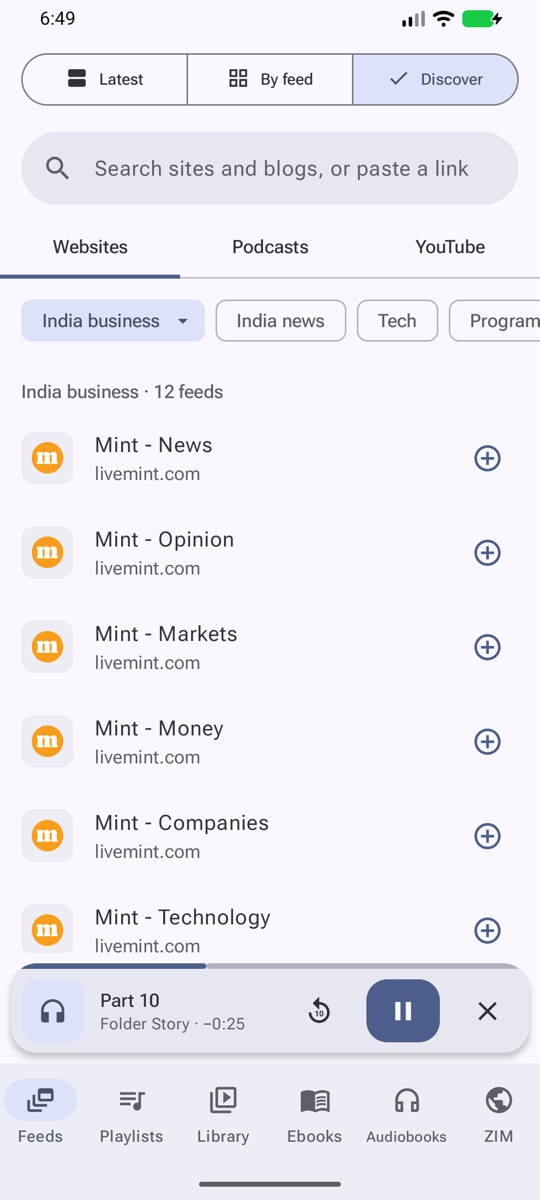 6:49
Latest
By feed
Discover
Search sites and blogs, or paste a link
Websites
Podcasts
YouTube
India business
India news
Tech
Program
India business · 12 feeds
m
Mint - News
livemint.com
m
Mint - Opinion
livemint.com
m
Mint - Markets
livemint.com
m
Mint - Money
livemint.com
m
Mint - Companies
livemint.com
m
Mint - Technology
livemint.com
Part 10
Folder Story · −0:25
10
Feeds
Playlists
Library
Ebooks
Audiobooks
ZIM